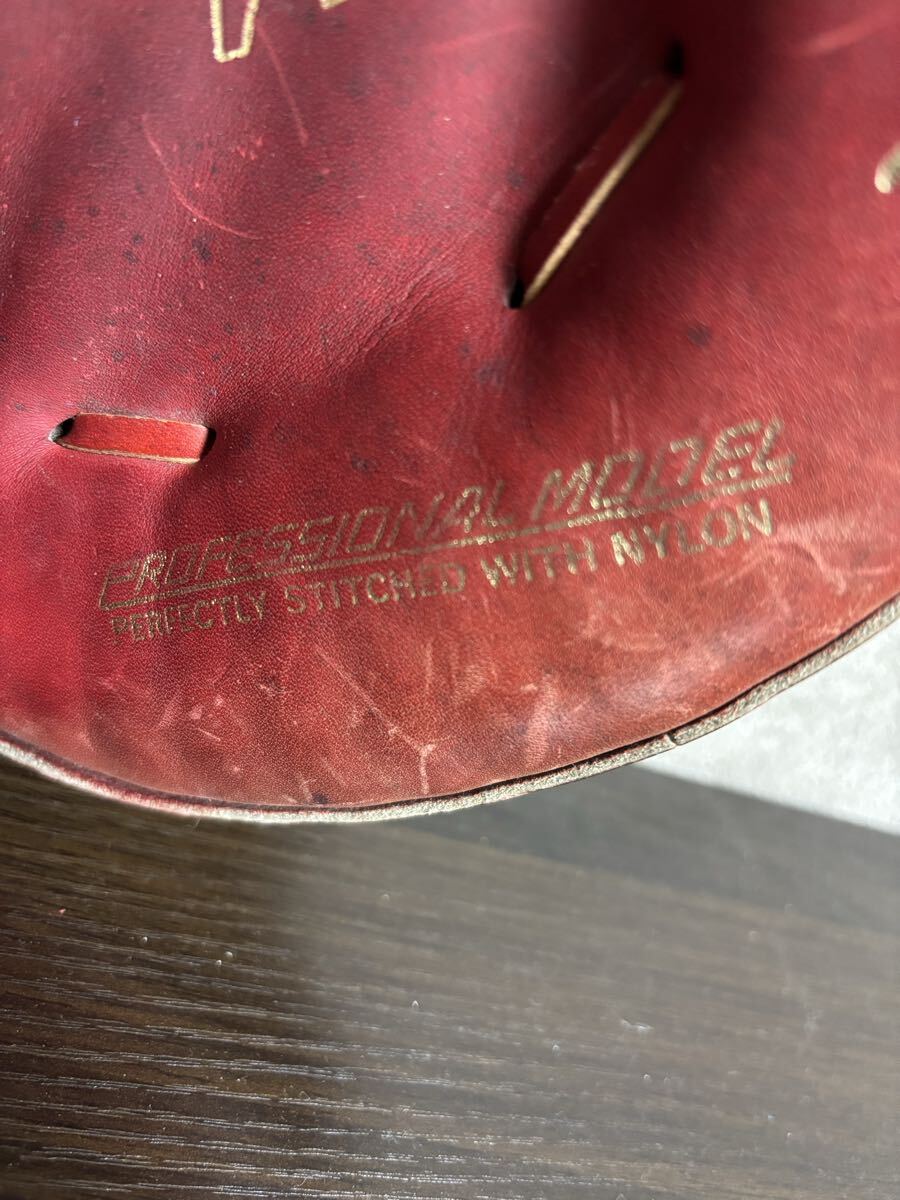 PROFESSIONAL MODEL
PERFECTLY STITCHED WITH NYLON